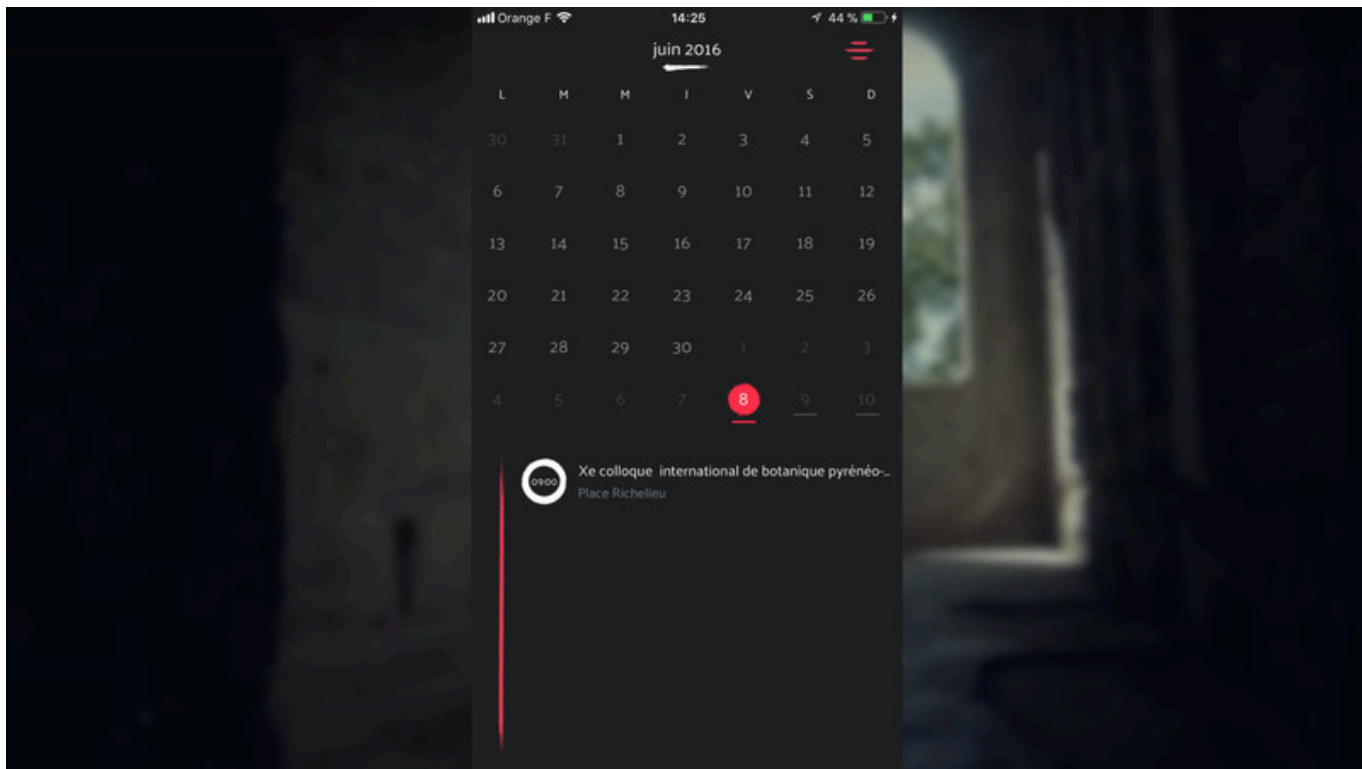 Orange F 14:25 44 %
juin 2016
L M M J V S D
30 31 1 2 3 4 5
6 7 8 9 10 11 12
13 14 15 16 17 18 19
20 21 22 23 24 25 26
27 28 29 30 1 2 3
4 5 6 7 8 9 10
09:00
Xe colloque international de botanique pyrénéo-...
Place Richelieu